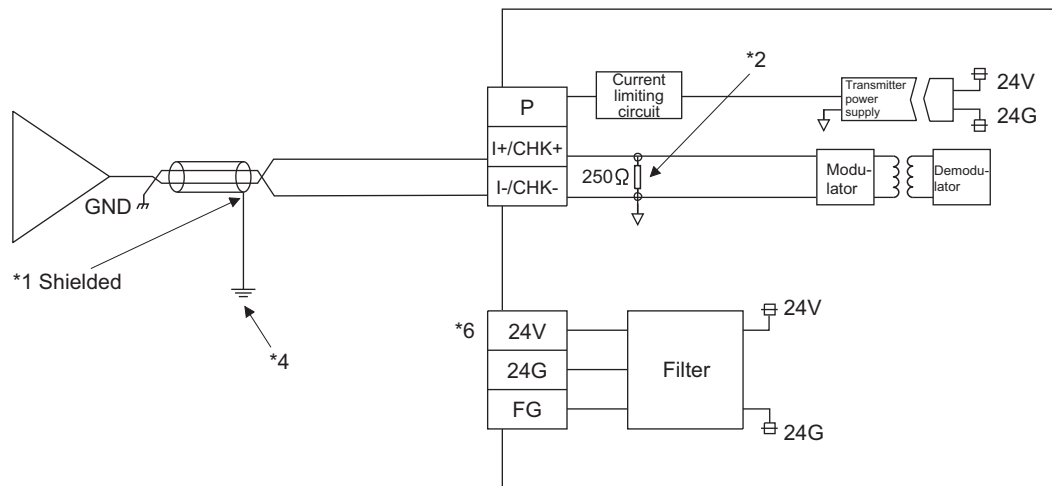 *2
P
Current
limiting
circuit
Transmitter
power
supply
24V
24G
I+/CHK+
I-/CHK-
250Ω
Modu-
lator
Demodu-
lator
GND
*1 Shielded
*4
*6
24V
24G
FG
Filter
24V
24G